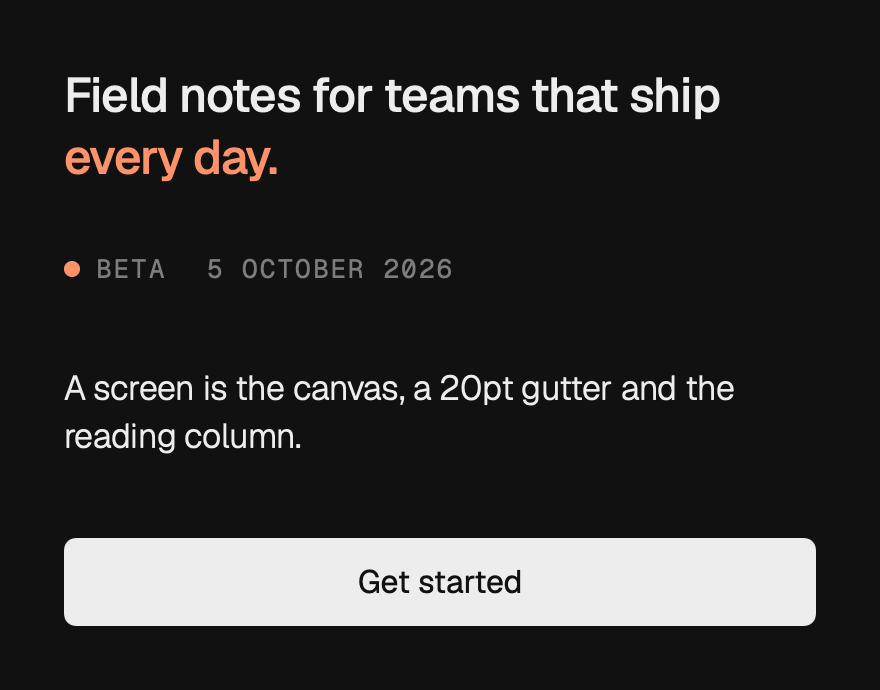 Field notes for teams that ship
every day.
BETA 5 OCTOBER 2026
A screen is the canvas, a 20pt gutter and the
reading column.
Get started